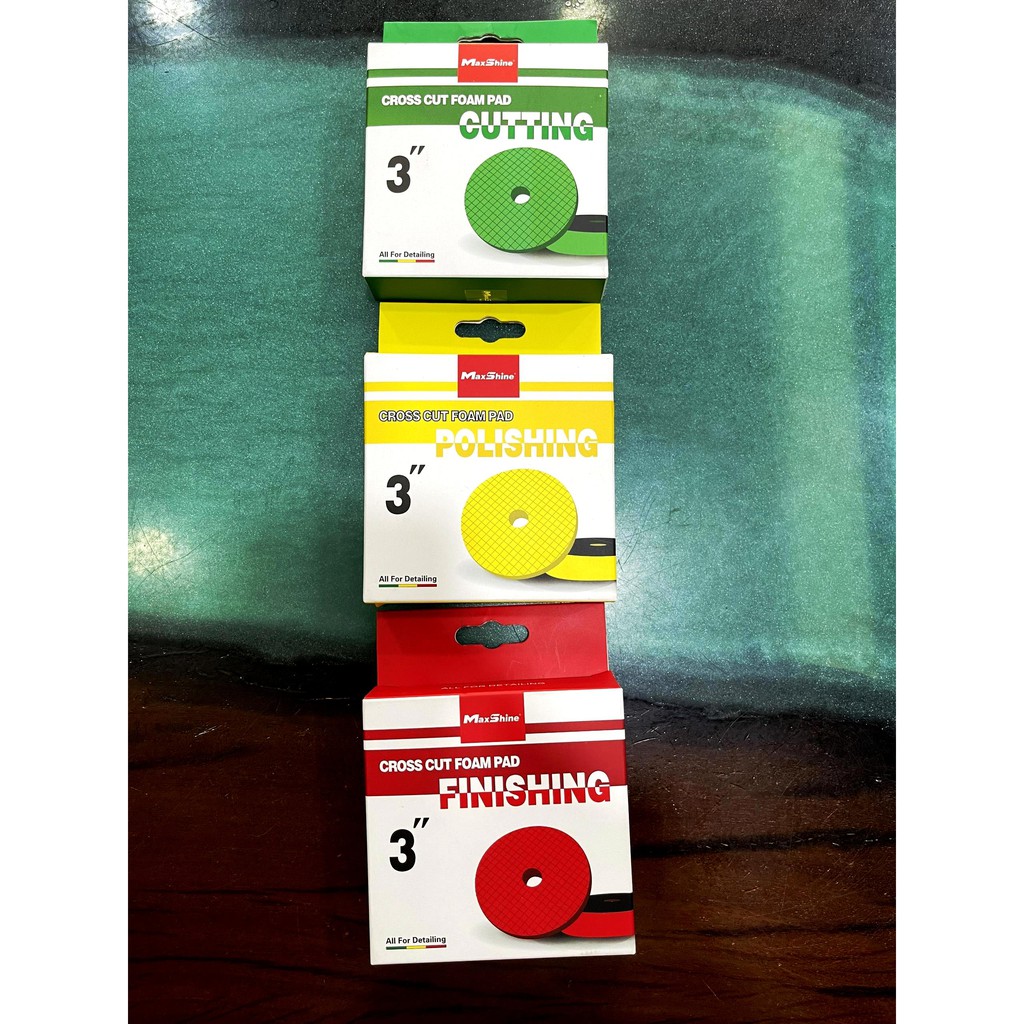 MaxShine
CROSS CUT FOAM PAD
CUTTING
3"
All For Detailing
MaxShine
CROSS CUT FOAM PAD
POLISHING
3"
All For Detailing
ALL FOR DETAILING
MaxShine
CROSS CUT FOAM PAD
FINISHING
3"
All For Detailing